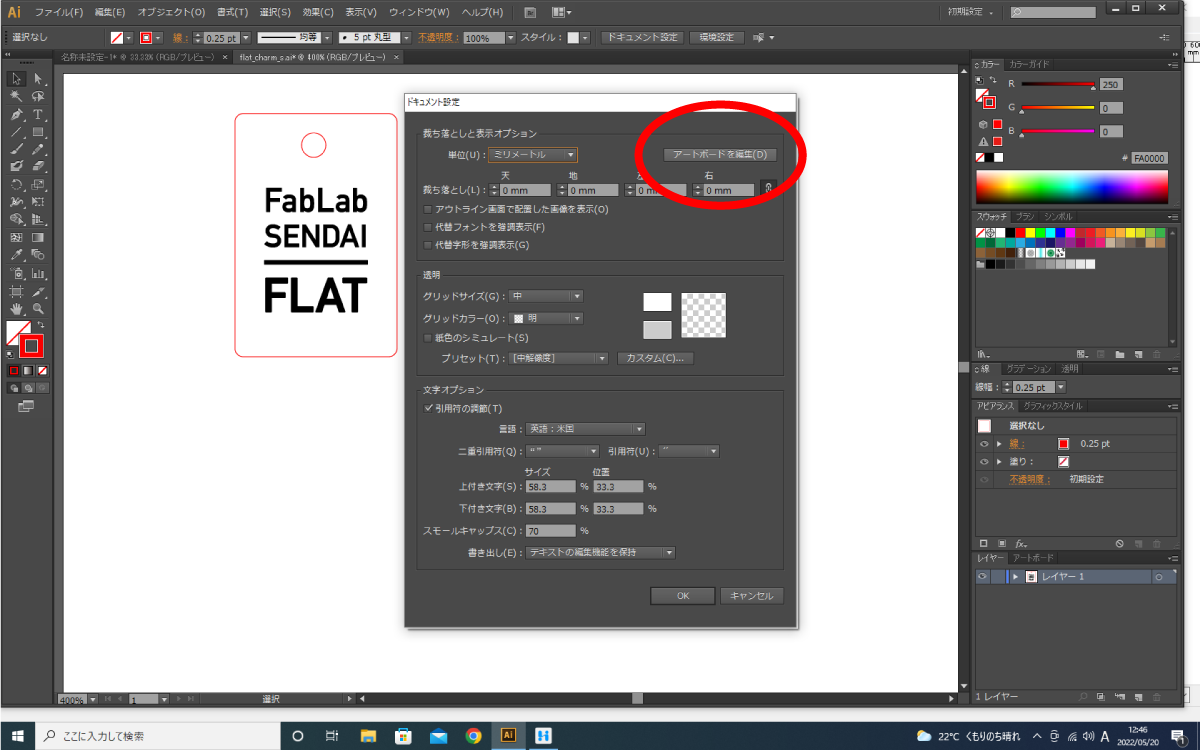 Ai ファイル(F) 編集(E) オブジェクト(O) 書式(T) 選択(S) 効果(C) 表示(V) ウィンドウ(W) ヘルプ(H) 初期設定
選択なし 線: 0.25 pt 均等 5 pt 丸型 不透明度: 100% スタイル: ドキュメント設定 環境設定
名称未設定-1* @ 33.33% (RGB/プレビュー) × flat_charm_s.ai* @ 400% (RGB/プレビュー) ×
FabLab
SENDAI
FLAT
ドキュメント設定
裁ち落としと表示オプション
単位(U): ミリメートル アートボードを編集(D)
天 地 右
裁ち落とし(L): 0 mm 0 mm 0 mm 0 mm
アウトライン画面で配置した画像を表示(O)
代替フォントを強調表示(F)
代替字形を強調表示(G)
透明
グリッドサイズ(G): 中
グリッドカラー(O): 明
紙色のシミュレート(S)
プリセット(T): [中解像度] カスタム(C)...
文字オプション
引用符の調節(T)
言語: 英語:米国
二重引用符(Q): “ ” 引用符(U):
サイズ 位置
上付き文字(S): 58.3 % 33.3 %
下付き文字(B): 58.3 % 33.3 %
スモールキャップス(C): 70 %
書き出し(E): テキストの編集機能を保持
OK キャンセル
カラー カラーガイド
R 250
G 0
B 0
# FA0000
スウォッチ ブラシ シンボル
線 グラデーション 透明
線幅: 0.25 pt
アピアランス グラフィックスタイル
選択なし
線: 0.25 pt
塗り:
不透明度: 初期設定
fx
レイヤー アートボード
レイヤー 1
1 レイヤー
400% 1 選択
ここに入力して検索
Ai
22°C くもりのち晴れ A 12:46
2022/05/20
1